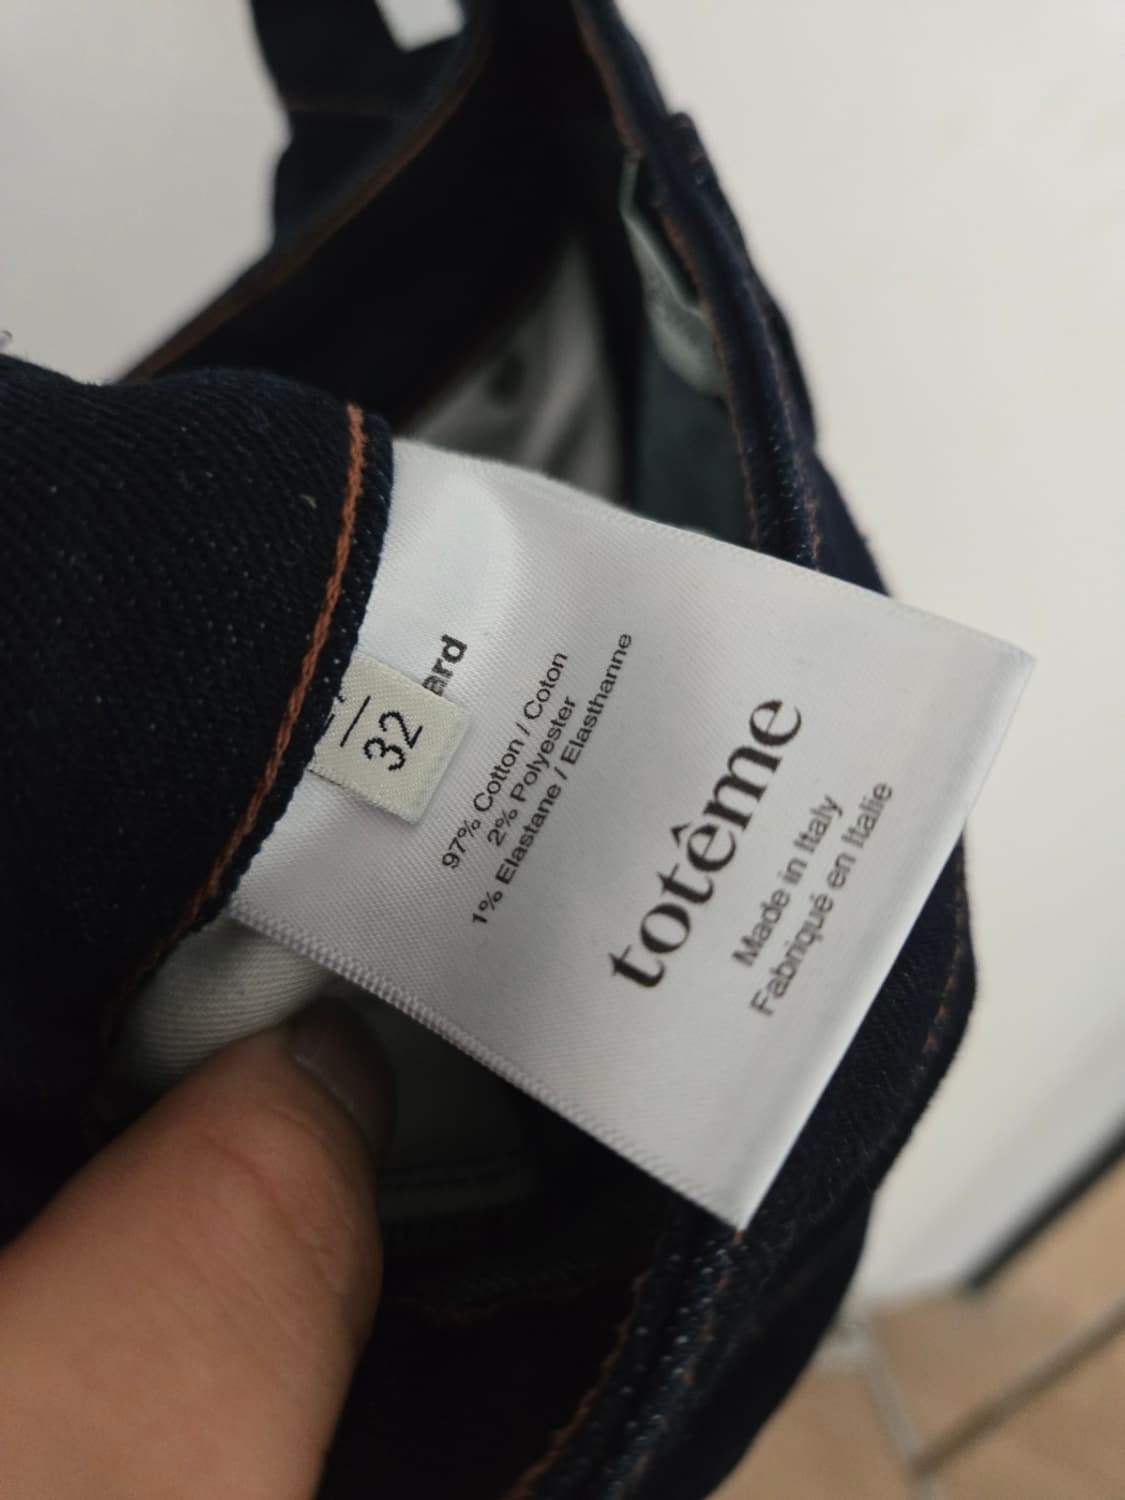 ard
32
97% Cotton / Coton
2% Polyester
1% Elastane / Elasthanne
totême
Made in Italy
Fabriqué en Italie